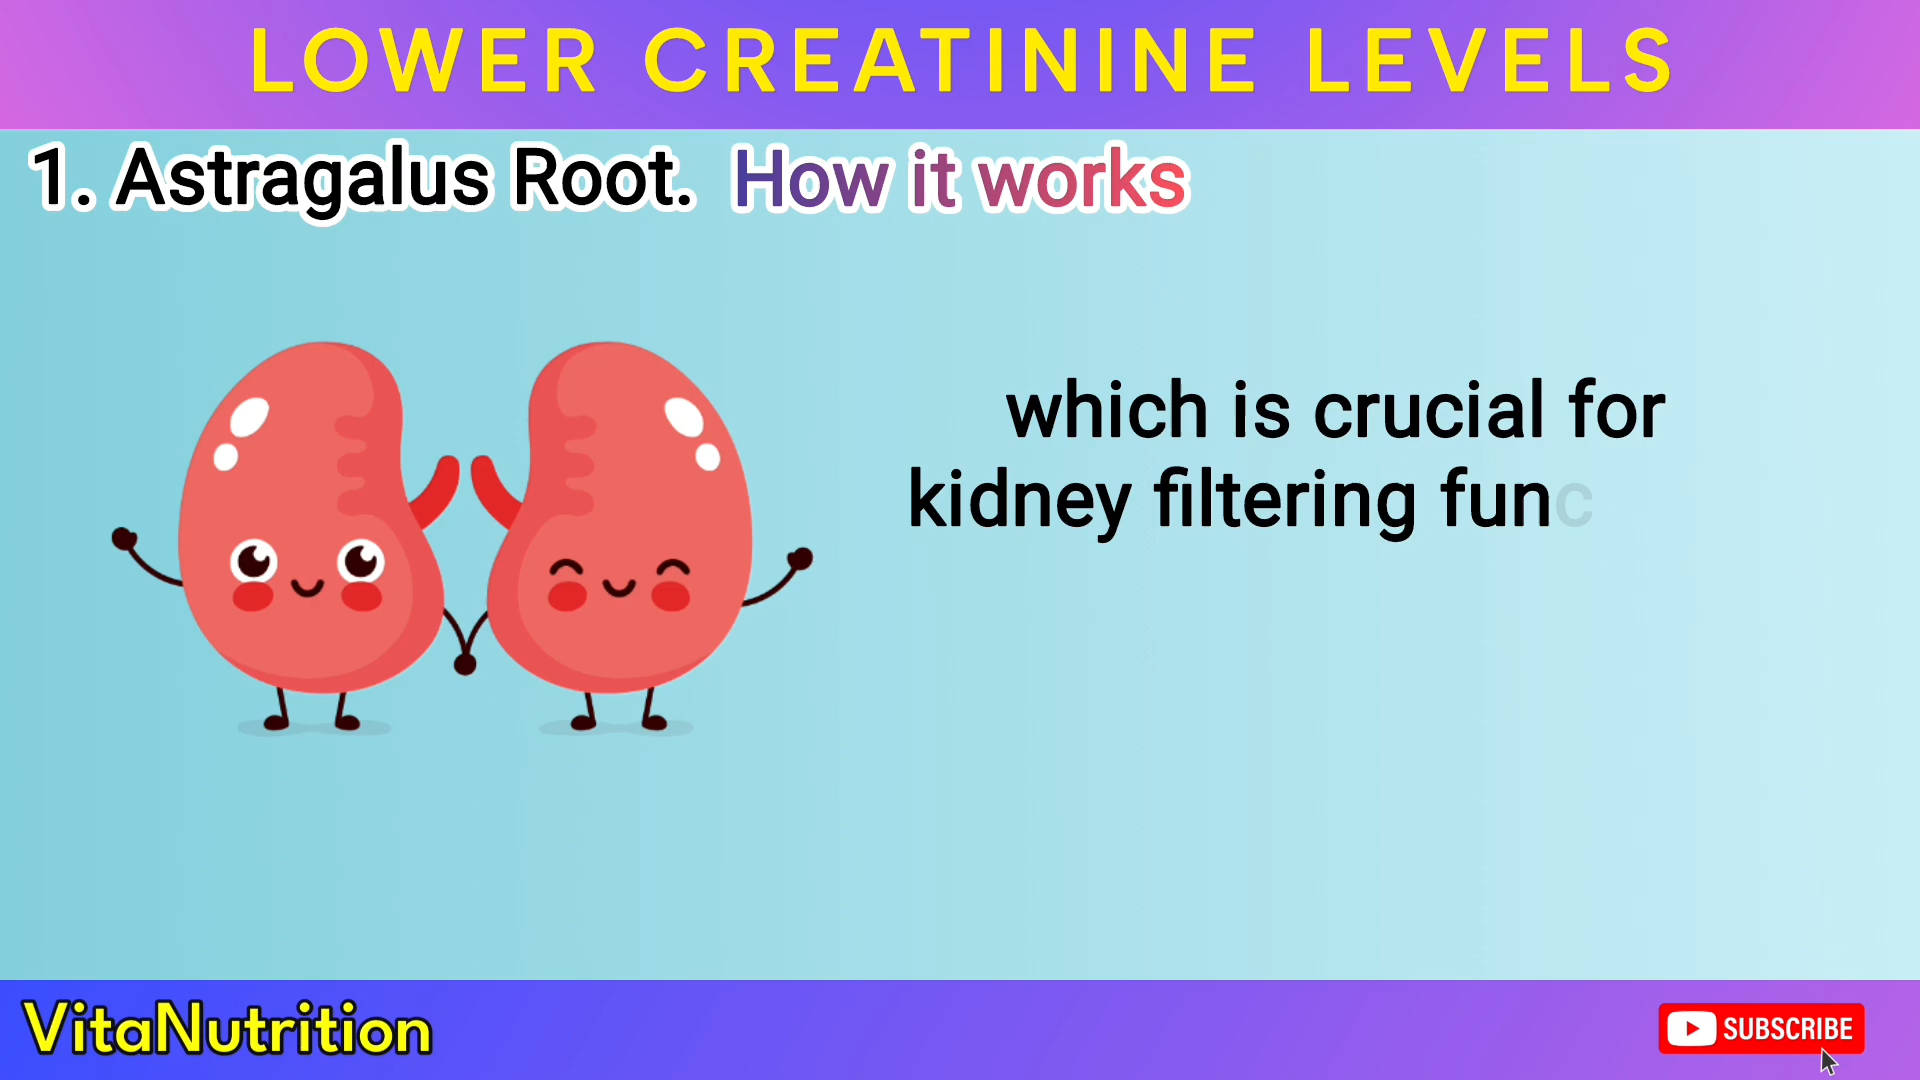 LOWER CREATININE LEVELS
1. Astragalus Root. How it works
which is crucial for
kidney filtering func
VitaNutrition
SUBSCRIBE